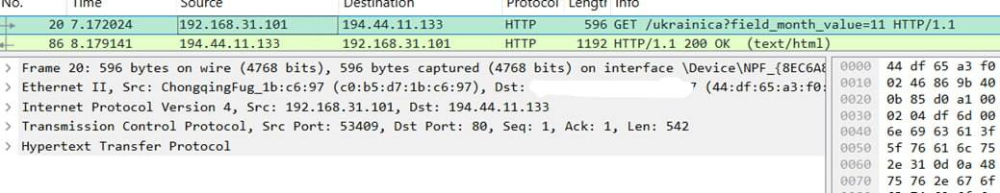 No. Time Source Destination Protocol Length Info
20 7.172024 192.168.31.101 194.44.11.133 HTTP 596 GET /ukrainica?field_month_value=11 HTTP/1.1
86 8.179141 194.44.11.133 192.168.31.101 HTTP 1192 HTTP/1.1 200 OK (text/html)
> Frame 20: 596 bytes on wire (4768 bits), 596 bytes captured (4768 bits) on interface \Device\NPF_{8EC6A8
> Ethernet II, Src: ChongqingFug_1b:c6:97 (c0:b5:d7:1b:c6:97), Dst: 7 (44:df:65:a3:f0:
> Internet Protocol Version 4, Src: 192.168.31.101, Dst: 194.44.11.133
> Transmission Control Protocol, Src Port: 53409, Dst Port: 80, Seq: 1, Ack: 1, Len: 542
> Hypertext Transfer Protocol
0000 44 df 65 a3 f0
0010 02 46 86 9b 40
0020 0b 85 d0 a1 00
0030 02 04 df 6d 00
0040 6e 69 63 61 3f
0050 5f 76 61 6c 75
0060 2e 31 0d 0a 48
0070 75 76 2e 67 6f